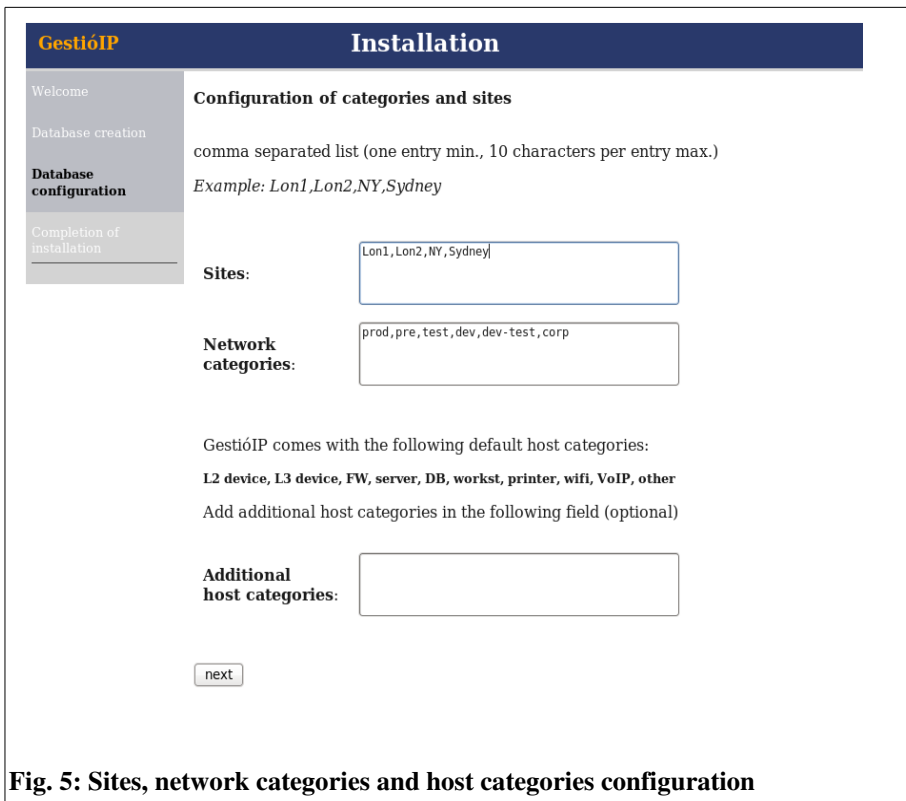 GestióIP
Installation
Welcome
Database creation
Database
configuration
Completion of
installation
Configuration of categories and sites
comma separated list (one entry min., 10 characters per entry max.)
Example: Lon1,Lon2,NY,Sydney
Sites:
Lon1,Lon2,NY,Sydney
Network
categories:
prod,pre,test,dev,dev-test,corp
GestióIP comes with the following default host categories:
L2 device, L3 device, FW, server, DB, workst, printer, wifi, VoIP, other
Add additional host categories in the following field (optional)
Additional
host categories:
next
Fig. 5: Sites, network categories and host categories configuration